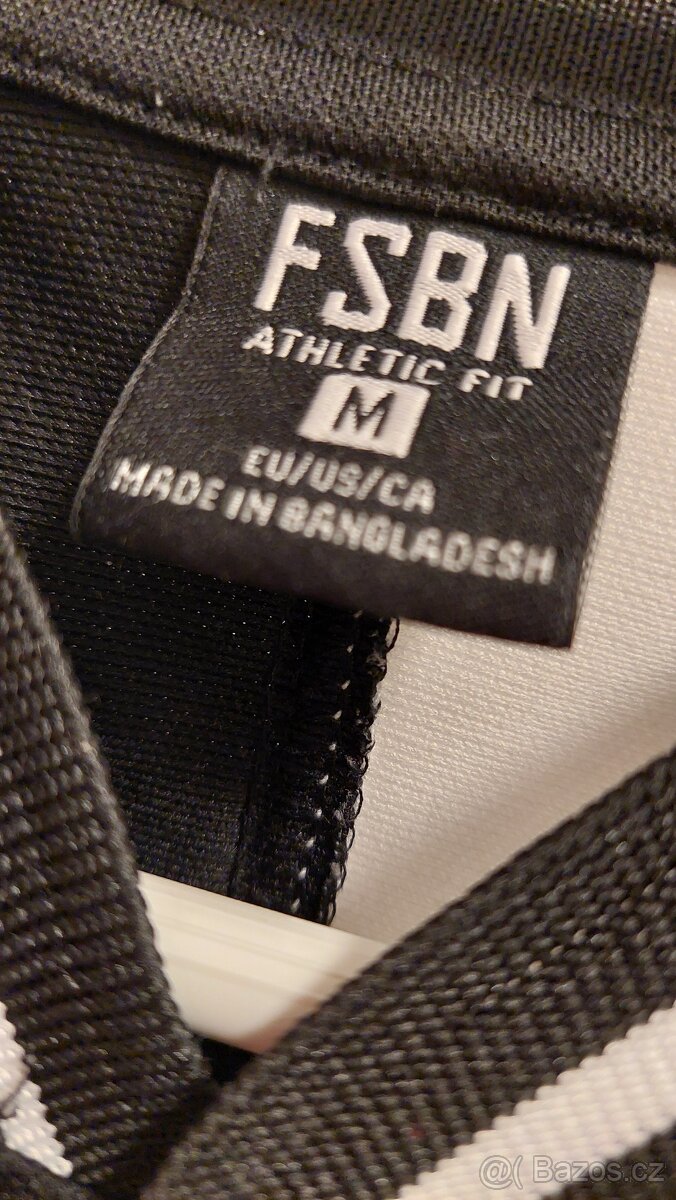 FSBN
ATHLETIC FIT
M
EU/US/CA
MADE IN BANGLADESH
@( Bazos.cz